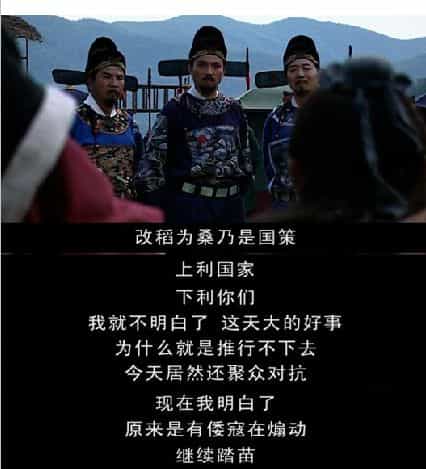 改稻为桑乃是国策
上利国家
下利你们
我就不明白了 这天大的好事
为什么就是推行不下去
今天居然还聚众对抗
现在我明白了
原来是有倭寇在煽动
继续踏苗